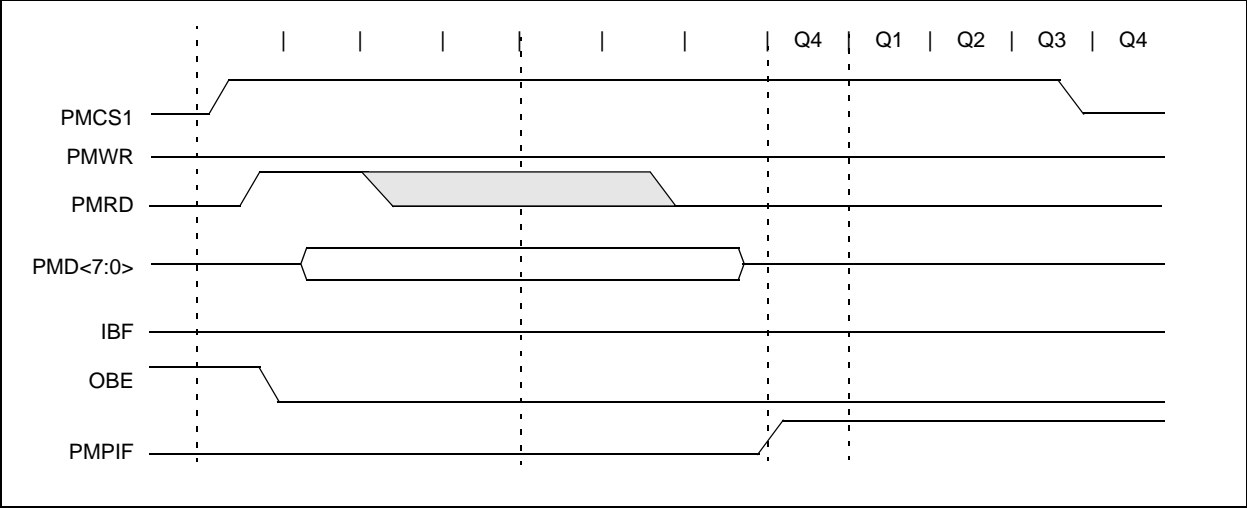 | | | | | | | Q4 | Q1 | Q2 | Q3 | Q4
PMCS1
PMWR
PMRD
PMD<7:0>
IBF
OBE
PMPIF